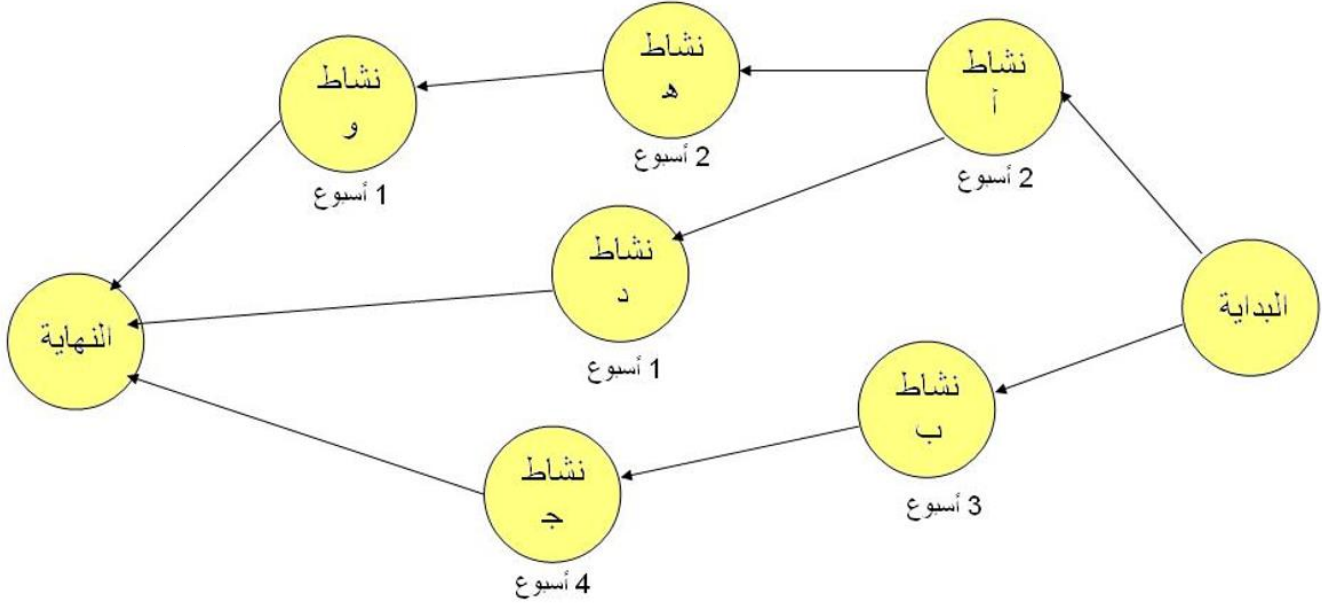 نشاط
أ
2 أسبوع
نشاط
ه
2 أسبوع
نشاط
و
1 أسبوع
البداية
نشاط
د
1 أسبوع
النهاية
نشاط
ب
3 أسبوع
نشاط
ج
4 أسبوع